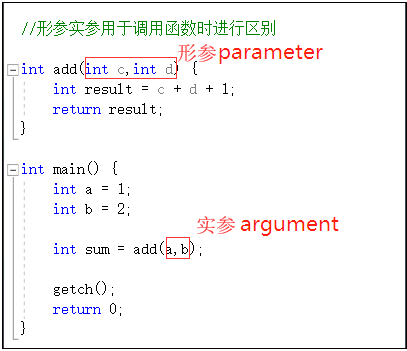 //形参实参用于调用函数时进行区别
形参parameter
int add(int c,int d) {
int result = c + d + 1;
return result;
}
int main() {
int a = 1;
int b = 2;
实参 argument
int sum = add(a,b);
getch();
return 0;
}